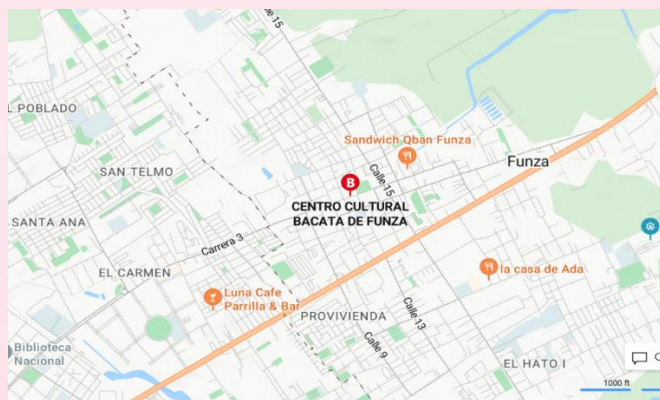 Calle 15
L POBLADO
Sandwich Qban Funza
Funza
SAN TELMO
Calle 15
B
CENTRO CULTURAL
BACATA DE FUNZA
SANTA ANA
Carrera 3
EL CARMEN
la casa de Ada
Luna Cafe
Parrilla & Bar
PROVIVIENDA
Calle 13
Biblioteca
Nacional
Calle 9
EL HATO I
1000 ft